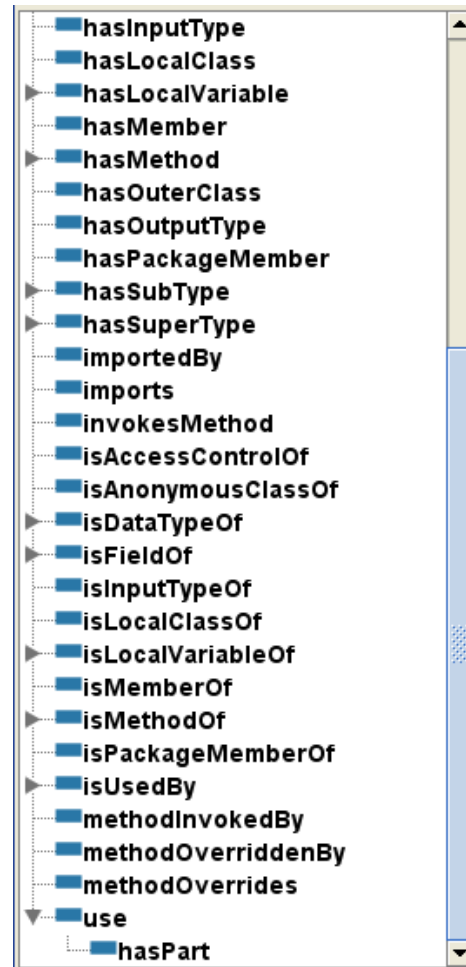 hasInputType
hasLocalClass
hasLocalVariable
hasMember
hasMethod
hasOuterClass
hasOutputType
hasPackageMember
hasSubType
hasSuperType
importedBy
imports
invokesMethod
isAccessControlOf
isAnonymousClassOf
isDataTypeOf
isFieldOf
isInputTypeOf
isLocalClassOf
isLocalVariableOf
isMemberOf
isMethodOf
isPackageMemberOf
isUsedBy
methodInvokedBy
methodOverriddenBy
methodOverrides
use
hasPart